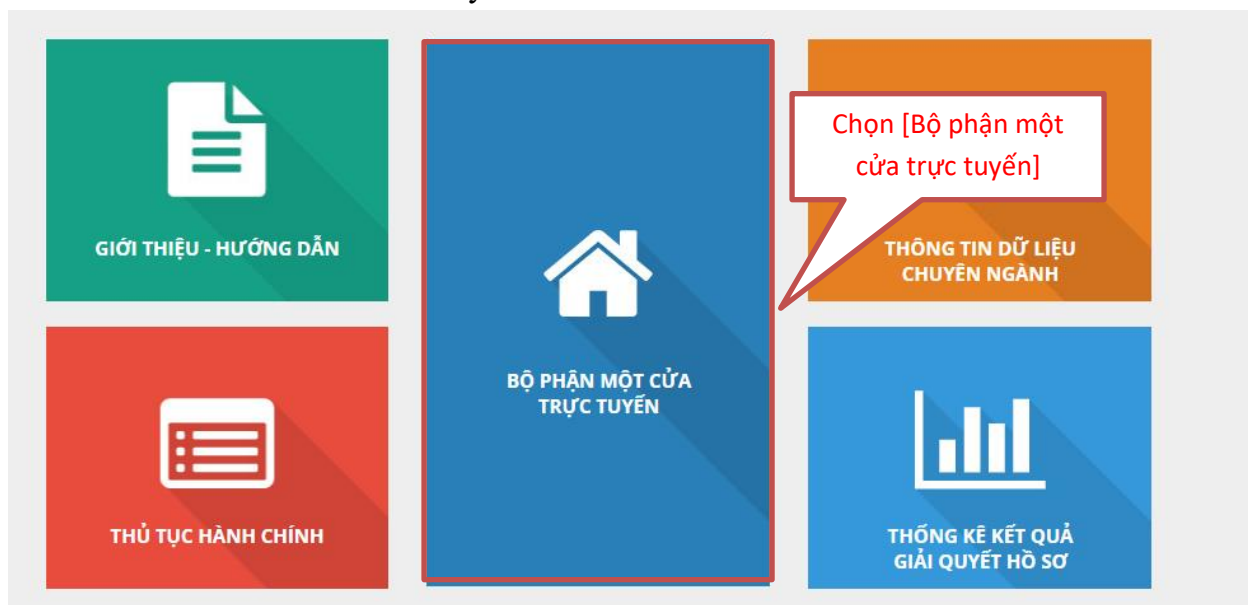 GIỚI THIỆU - HƯỚNG DẪN
BỘ PHẬN MỘT CỬA
TRỰC TUYẾN
Chọn [Bộ phận một
cửa trực tuyến]
THÔNG TIN DỮ LIỆU
CHUYÊN NGÀNH
THỦ TỤC HÀNH CHÍNH
THỐNG KÊ KẾT QUẢ
GIẢI QUYẾT HỒ SƠ